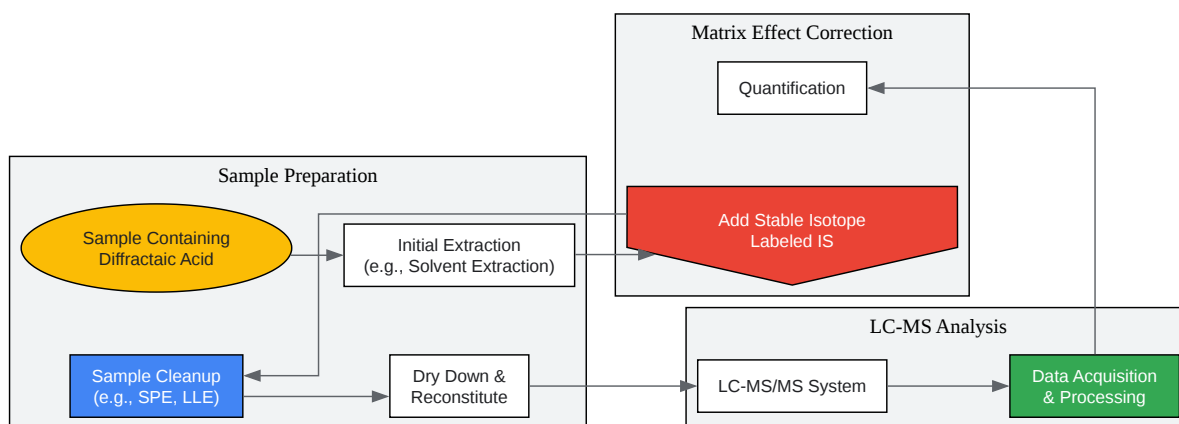 Matrix Effect Correction
Quantification
Sample Preparation
Sample Containing
Diffractaic Acid
Initial Extraction
(e.g., Solvent Extraction)
Add Stable Isotope
Labeled IS
LC-MS Analysis
Sample Cleanup
(e.g., SPE, LLE)
Dry Down &
Reconstitute
LC-MS/MS System
Data Acquisition
& Processing